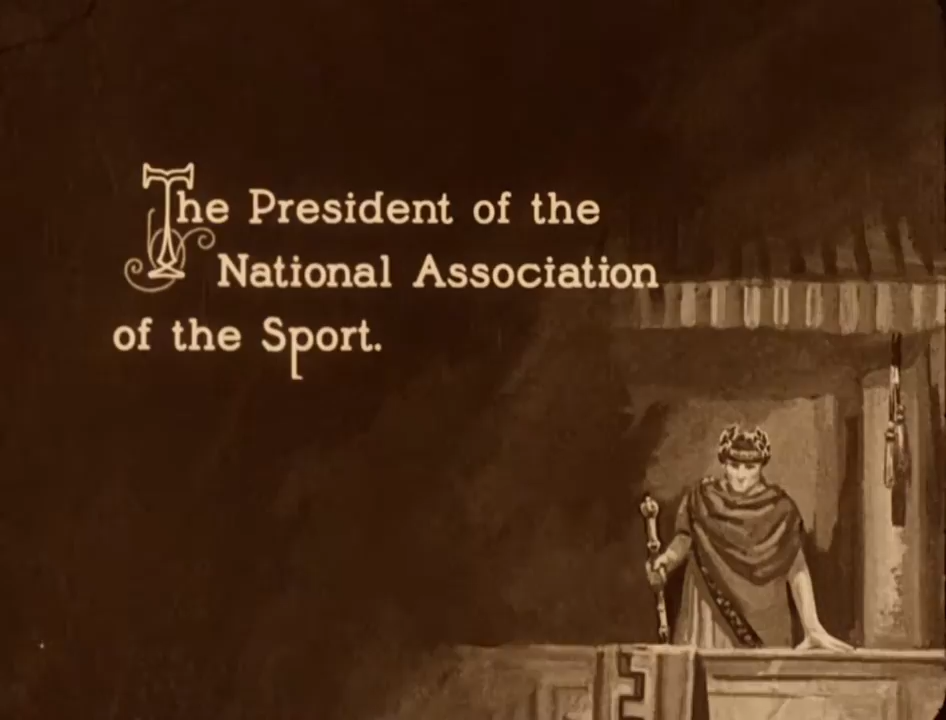 The President of the
National Association
of the Sport.